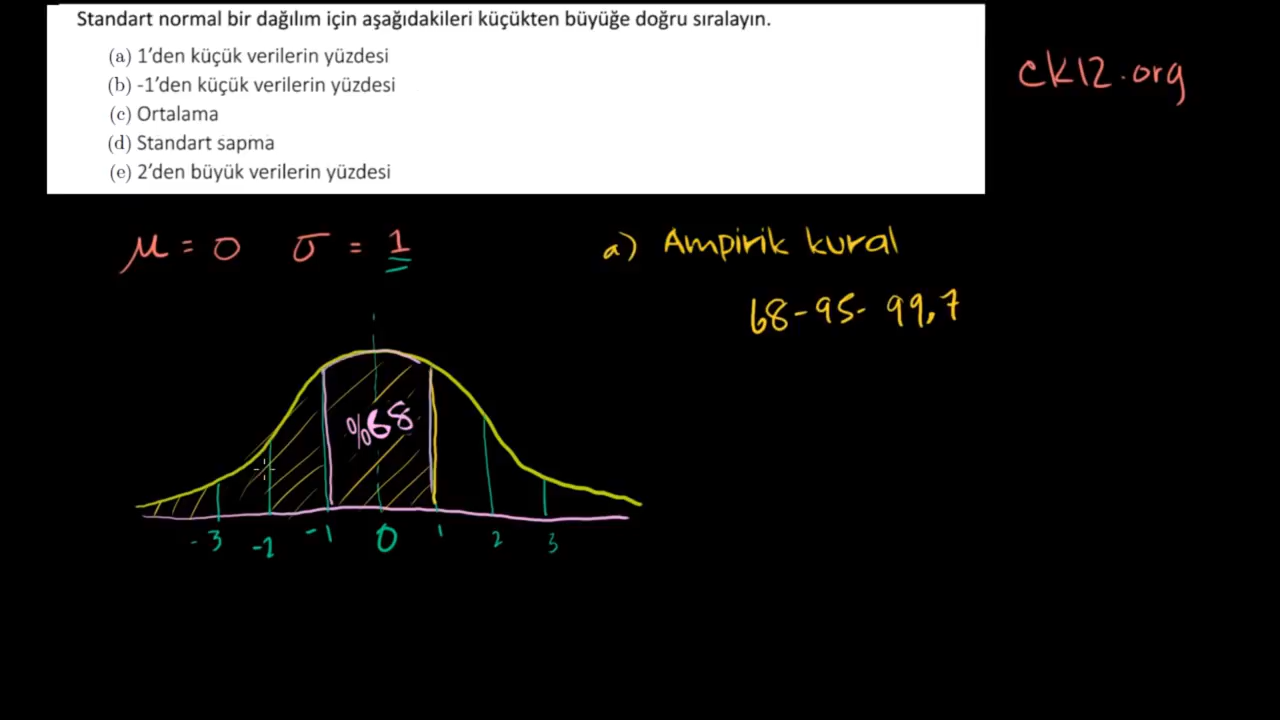 Standart normal bir dağılım için aşağıdakileri küçükten büyüğe doğru sıralayın.
(a) 1'den küçük verilerin yüzdesi
(b) -1'den küçük verilerin yüzdesi
(c) Ortalama
(d) Standart sapma
(e) 2'den büyük verilerin yüzdesi
ck12.org
μ = 0 σ = 1
a) Ampirik kural
68-95-99.7
%68
-3 -2 -1 0 1 2 3